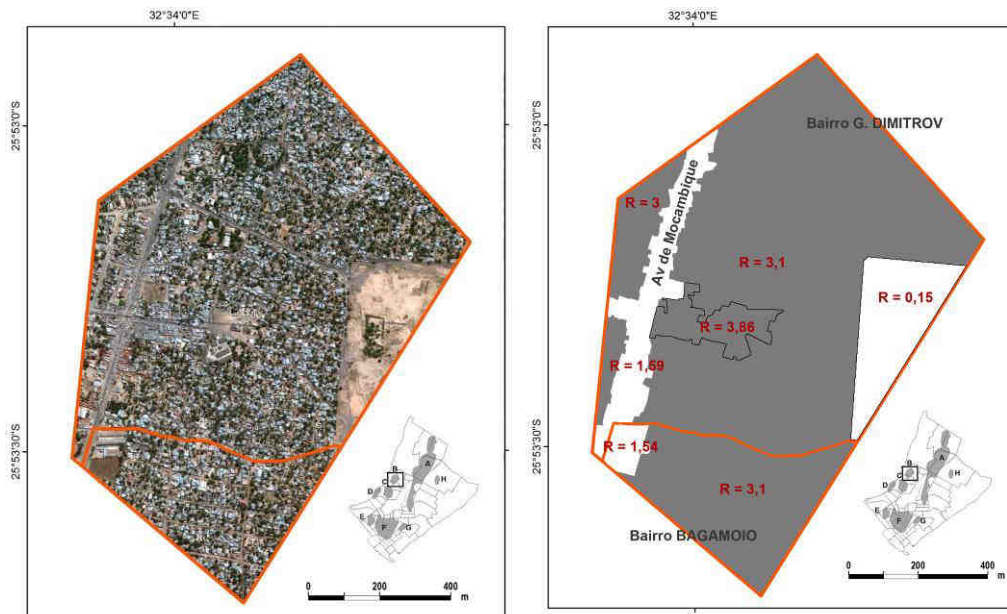 32°34'0"E
25°53'0"S
25°53'30"S
B
A
C
H
D
E
F
G
0 200 400
m
32°34'0"E
25°53'0"S
25°53'30"S
Bairro G. DIMITROV
Av de Mocambique
R = 3
R = 3,1
R = 0,15
R = 3,86
R = 1,59
R = 1,54
R = 3,1
Bairro BAGAMOIO
B
A
C
H
D
E
F
G
0 200 400
m